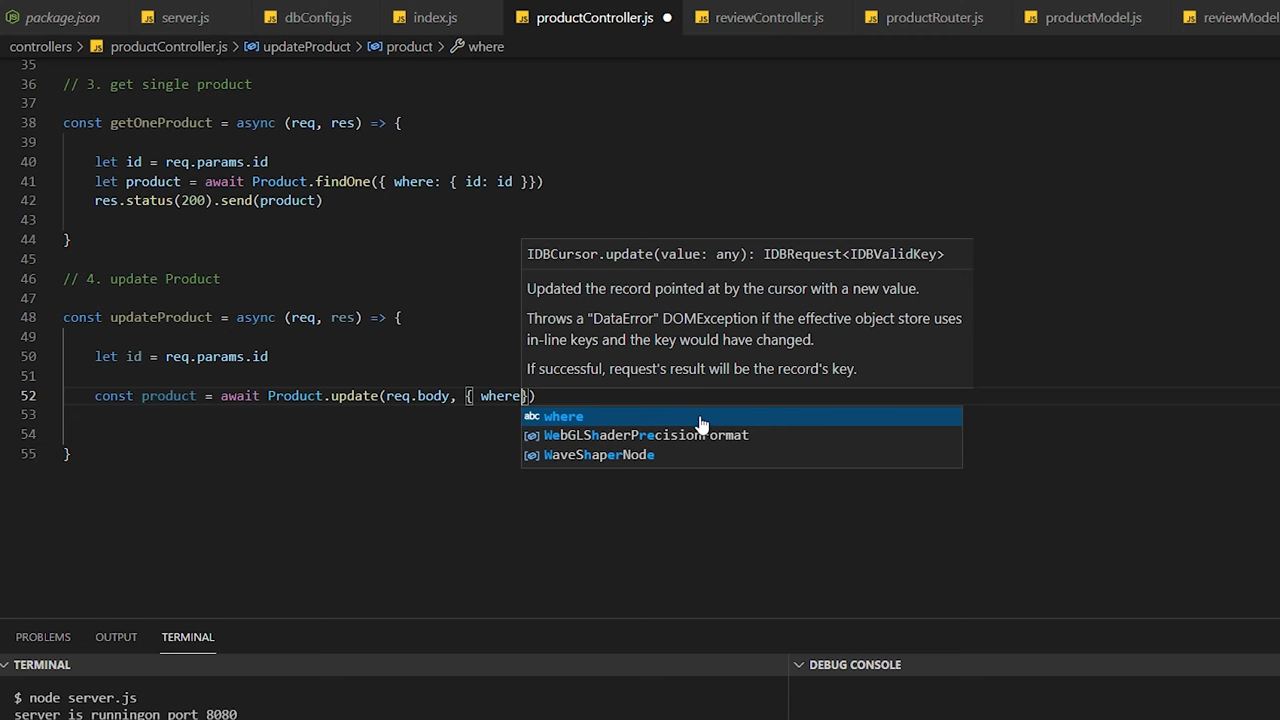 package.json
server.js
dbConfig.js
index.js
productController.js
reviewController.js
productRouter.js
productModel.js
reviewModel
controllers > productController.js > updateProduct > product > where
35
36 // 3. get single product
37
38 const getOneProduct = async (req, res) => {
39
40 let id = req.params.id
41 let product = await Product.findOne({ where: { id: id }})
42 res.status(200).send(product)
43
44 }
45
46 // 4. update Product
47
48 const updateProduct = async (req, res) => {
49
50 let id = req.params.id
51
52 const product = await Product.update(req.body, { where})
53
54
55 }
IDBCursor.update(value: any): IDBRequest<IDBValidKey>
Updated the record pointed at by the cursor with a new value.
Throws a "DataError" DOMException if the effective object store uses
in-line keys and the key would have changed.
If successful, request's result will be the record's key.
abc where
WebGLShaderPrecisionFormat
WaveShaperNode
PROBLEMS OUTPUT TERMINAL
TERMINAL
DEBUG CONSOLE
$ node server.js
server is runningon port 8080